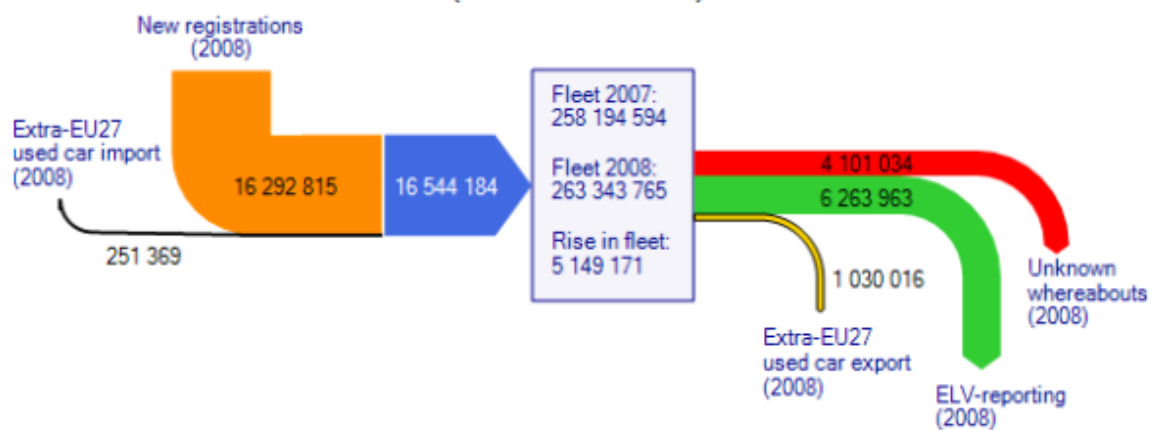 New registrations
(2008)
Extra-EU27
used car import
(2008)
251 369
16 292 815
16 544 184
Fleet 2007:
258 194 594
Fleet 2008:
263 343 765
Rise in fleet:
5 149 171
4 101 034
6 263 963
1 030 016
Unknown
whereabouts
(2008)
Extra-EU27
used car export
(2008)
ELV-reporting
(2008)